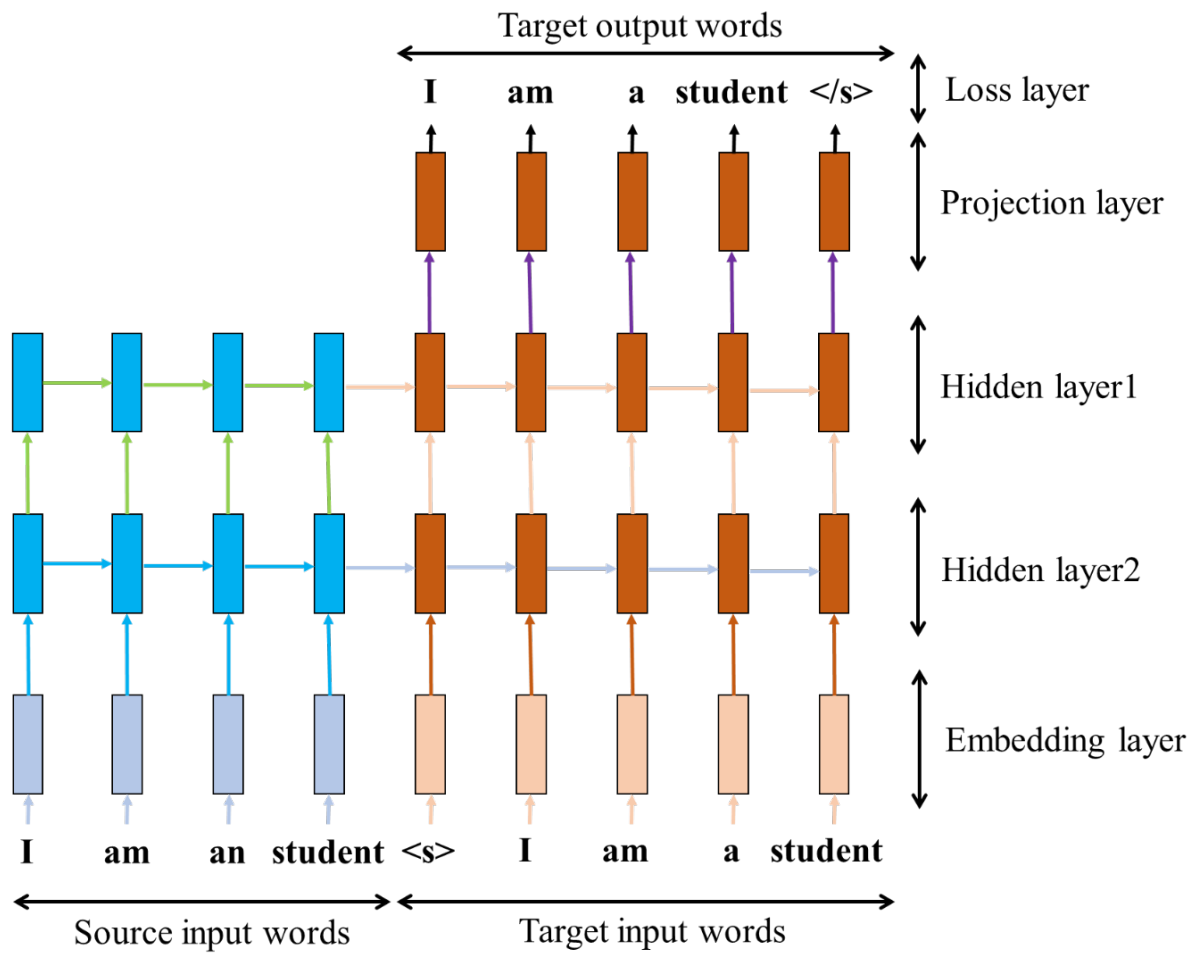 Target output words
I am a student </s>
Loss layer
Projection layer
Hidden layer1
Hidden layer2
Embedding layer
I am an student <s> I am a student
Source input words
Target input words